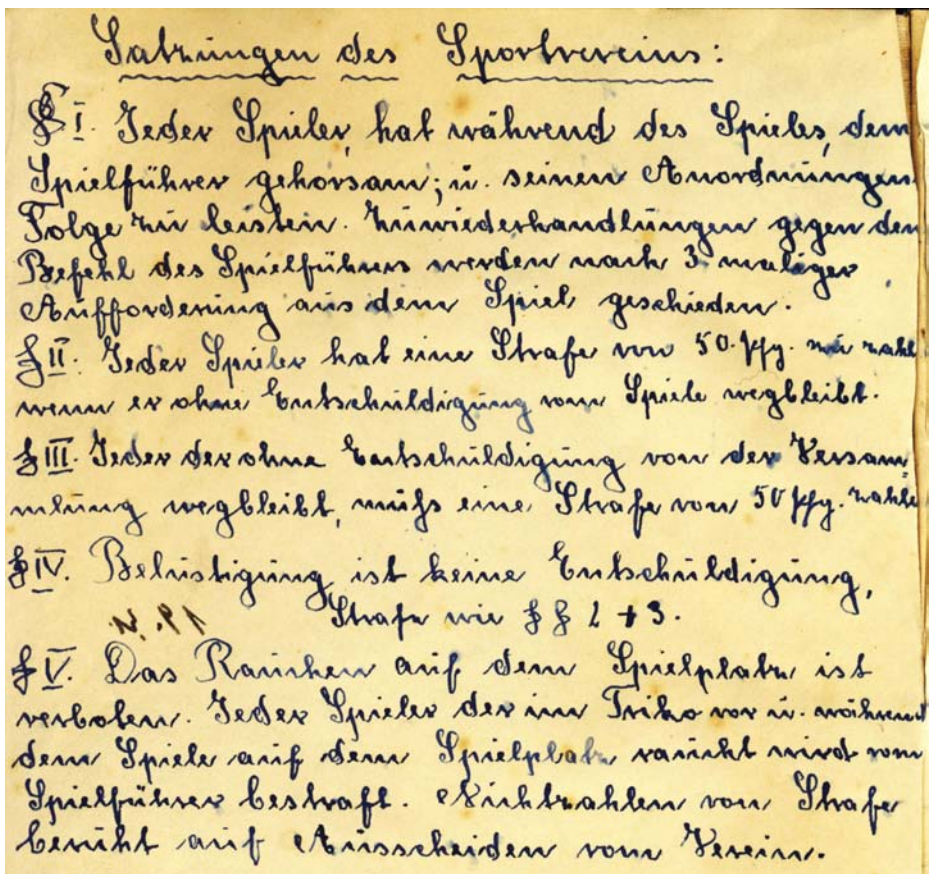 Satzungen des Sportvereins:
§ I. Jeder Spieler, hat während des Spieles, dem
Spielführer gehorsam; u. seinen Anordnungen
Folge zu leisten. Zuwiederhandlungen gegen den
Befehl des Spielführers werden nach 3 maliger
Aufforderung aus dem Spiel geschieden.
§ II. Jeder Spieler hat eine Strafe von 50. Pfg. zu zahl
wenn er ohne Entschuldigung vom Spiele wegbleibt.
§ III. Jeder der ohne Entschuldigung von der Versam=
mlung wegbleibt, muß eine Strafe von 50 Pfg. zahle
§ IV. Belustigung, ist keine Entschuldigung,
Strafe wie § § 2 + 3.
§ V. Das Rauchen auf dem Spielplatz ist
verboten. Jeder Spieler der im Triko vor u. während
dem Spiele auf dem Spielplatz raucht wird vom
Spielführer bestraft. Nichtzahlen von Strafe
beruht auf Ausscheiden vom Verein.